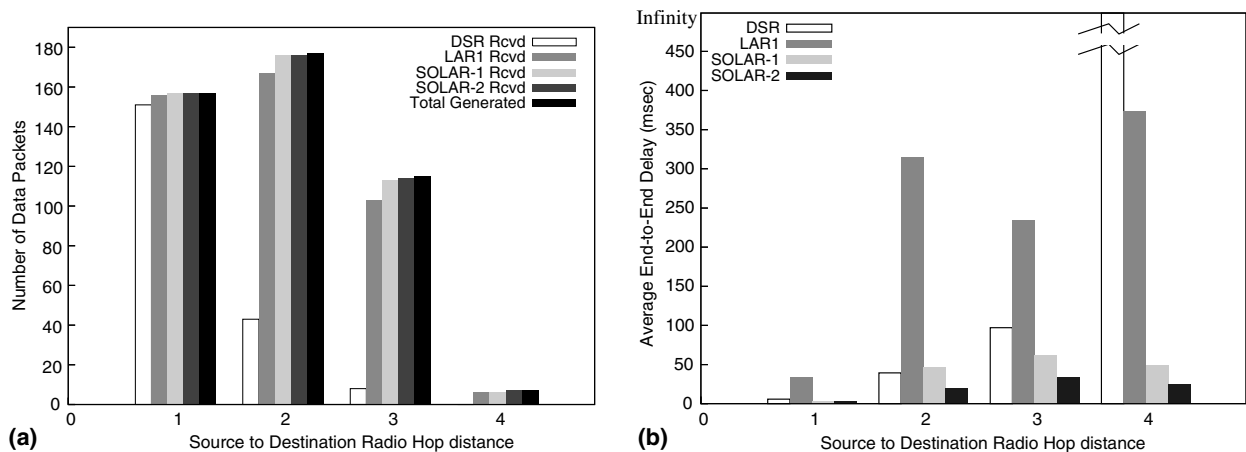 180
160
140
120
100
80
60
40
20
0
Number of Data Packets
DSR Rcvd
LAR1 Rcvd
SOLAR-1 Rcvd
SOLAR-2 Rcvd
Total Generated
0 1 2 3 4
Source to Destination Radio Hop distance
(a)
Infinity
450
400
350
300
250
200
150
100
50
0
Average End-to-End Delay (msec)
DSR
LAR1
SOLAR-1
SOLAR-2
0 1 2 3 4
Source to Destination Radio Hop distance
(b)